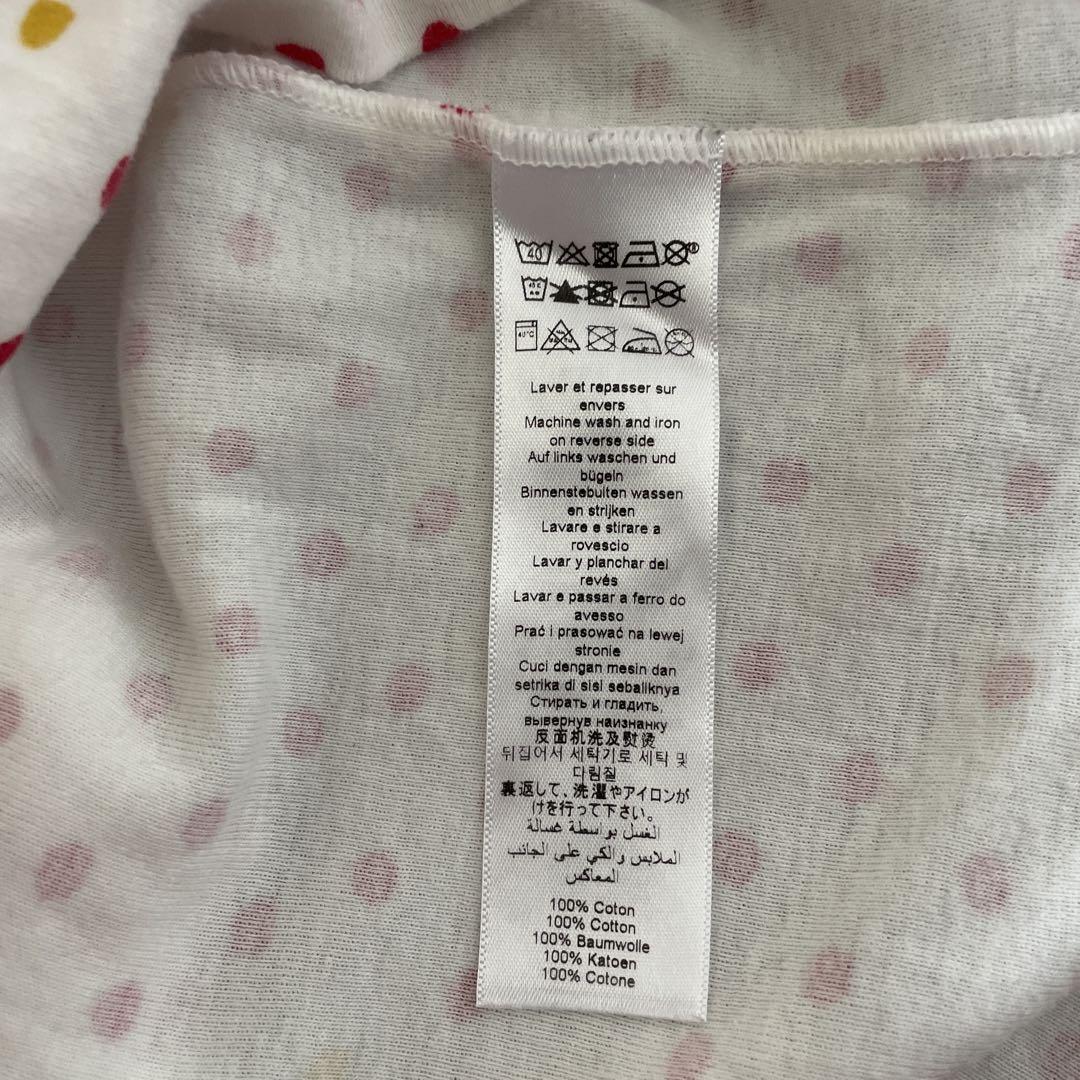 40
®
40°C
Laver et repasser sur
envers
Machine wash and iron
on reverse side
Auf links waschen und
bügeln
Binnenstebuiten wassen
en strijken
Lavare e stirare a
rovescio
Lavar y planchar del
revés
Lavar e passar a ferro do
avesso
Prać i prasować na lewej
stronie
Cuci dengan mesin dan
setrika di sisi sebaliknya
Стирать и гладить,
вывернув наизнанку
反面机洗及熨烫
뒤집어서 세탁기로 세탁 및
다림질
裏返して、洗濯やアイロンが
けを行って下さい。
الغسل بواسطة غسالة
الملابس والكي على الجانب
المعاكس
100% Coton
100% Cotton
100% Baumwolle
100% Katoen
100% Cotone